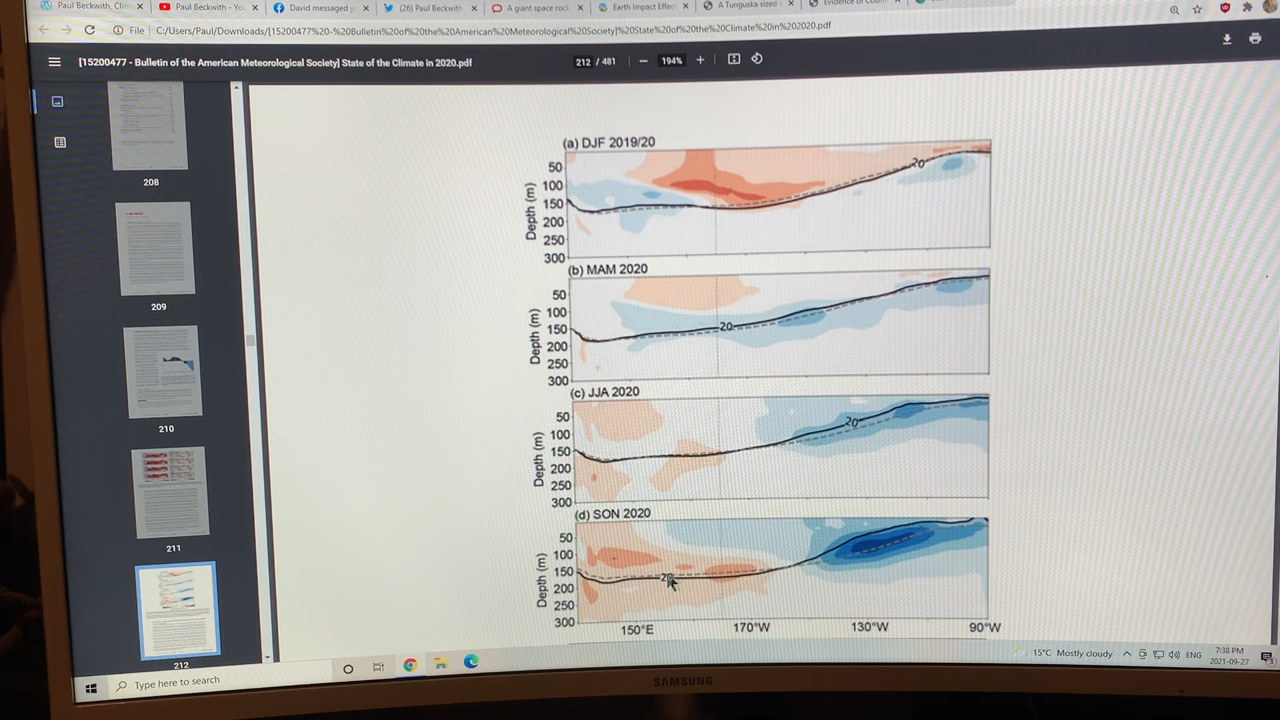 Paul Beckwith, Clim
Paul Beckwith - You
David messaged y
(26) Paul Beckwith
A giant space rock
Earth Impact Effec
A Tunguska sized
File
C:/Users/Paul/Downloads/[15200477%20-%20Bulletin%20of%20the%20American%20Meteorological%20Society]%20State%20of%20the%20Climate%20in%202020.pdf
[15200477 - Bulletin of the American Meteorological Society] State of the Climate in 2020.pdf
212 / 481
194%
208
209
210
211
212
(a) DJF 2019/20
50
100
150
200
250
300
Depth (m)
20
(b) MAM 2020
50
100
150
200
250
300
Depth (m)
20
(c) JJA 2020
50
100
150
200
250
300
Depth (m)
20
(d) SON 2020
50
100
150
200
250
300
Depth (m)
20
150°E
170°W
130°W
90°W
Type here to search
15°C Mostly cloudy
ENG
7:38 PM
2021-09-27
SAMSUNG